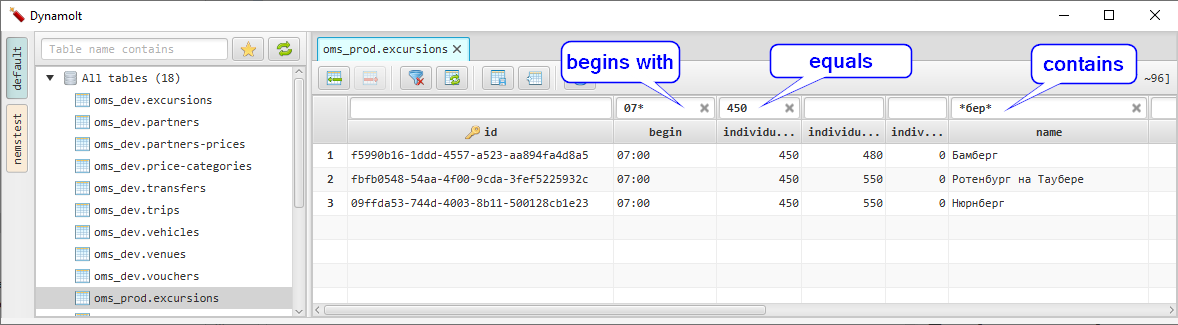 Dynamolt
default
nemstest
Table name contains
All tables (18)
oms_dev.excursions
oms_dev.partners
oms_dev.partners-prices
oms_dev.price-categories
oms_dev.transfers
oms_dev.trips
oms_dev.vehicles
oms_dev.venues
oms_dev.vouchers
oms_prod.excursions
oms_prod.excursions
begins with
equals
contains
~96]
07* 450 *бер*
id begin individu... individu... indiv... name
1 f5990b16-1ddd-4557-a523-aa894fa4d8a5 07:00 450 480 0 Бамберг
2 fbfb0548-54aa-4f00-9cda-3fef5225932c 07:00 450 550 0 Ротенбург на Таубере
3 09ffda53-744d-4003-8b11-500128cb1e23 07:00 450 550 0 Нюрнберг